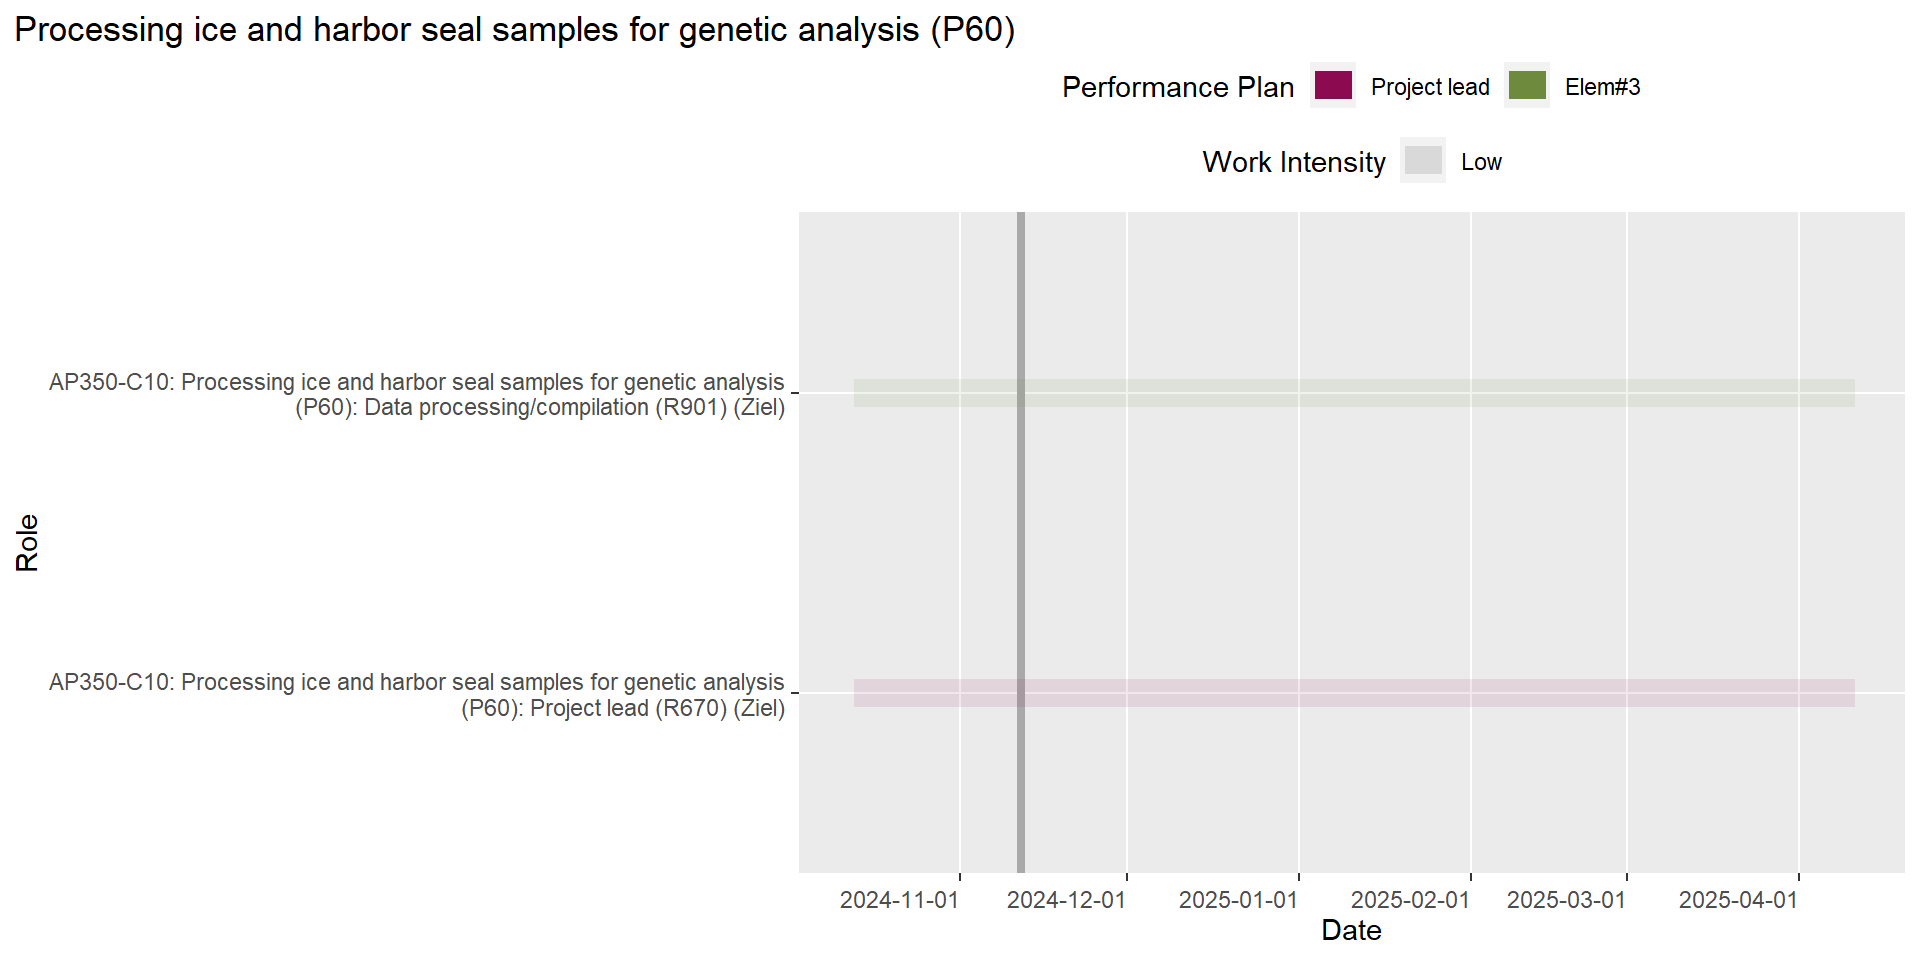 Processing ice and harbor seal samples for genetic analysis (P60)
Performance Plan Project lead Elem#3
Work Intensity Low
AP350-C10: Processing ice and harbor seal samples for genetic analysis
(P60): Data processing/compilation (R901) (Ziel)
Role
AP350-C10: Processing ice and harbor seal samples for genetic analysis
(P60): Project lead (R670) (Ziel)
2024-11-01 2024-12-01 2025-01-01 2025-02-01 2025-03-01 2025-04-01
Date